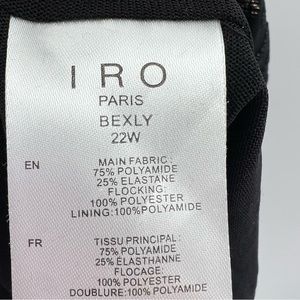 IRO
PARIS
BEXLY
22W
EN
MAIN FABRIC:
75% POLYAMIDE
25% ELASTANE
FLOCKING:
100% POLYESTER
LINING:100%POLYAMIDE
FR
TISSU PRINCIPAL:
75% POLYAMIDE
25% ELASTHANNE
FLOCAGE:
100% POLYESTER
DOUBLURE:100% POLYAMIDE